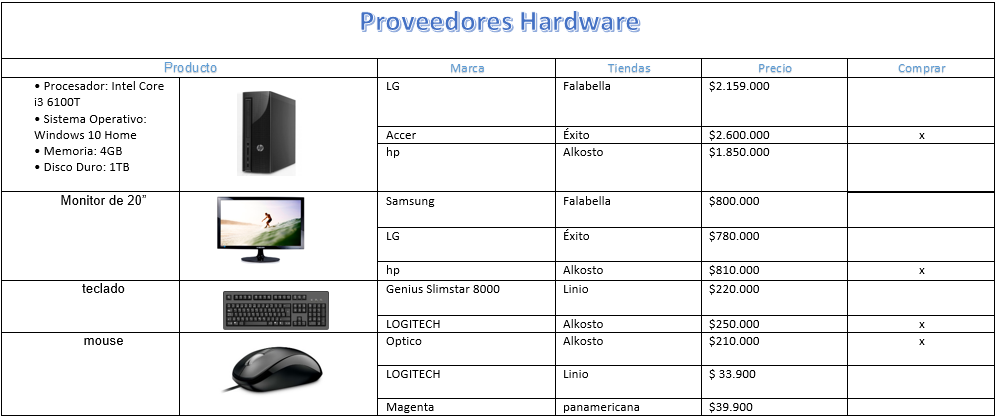 Proveedores Hardware
Producto Marca Tiendas Precio Comprar
• Procesador: Intel Core
i3 6100T
• Sistema Operativo:
Windows 10 Home
• Memoria: 4GB
• Disco Duro: 1TB
LG Falabella $2.159.000
Accer Éxito $2.600.000 x
hp Alkosto $1.850.000
Monitor de 20”
Samsung Falabella $800.000
LG Éxito $780.000
hp Alkosto $810.000 x
teclado
Genius Slimstar 8000 Linio $220.000
LOGITECH Alkosto $250.000 x
mouse
Optico Alkosto $210.000 x
LOGITECH Linio $ 33.900
Magenta panamericana $39.900